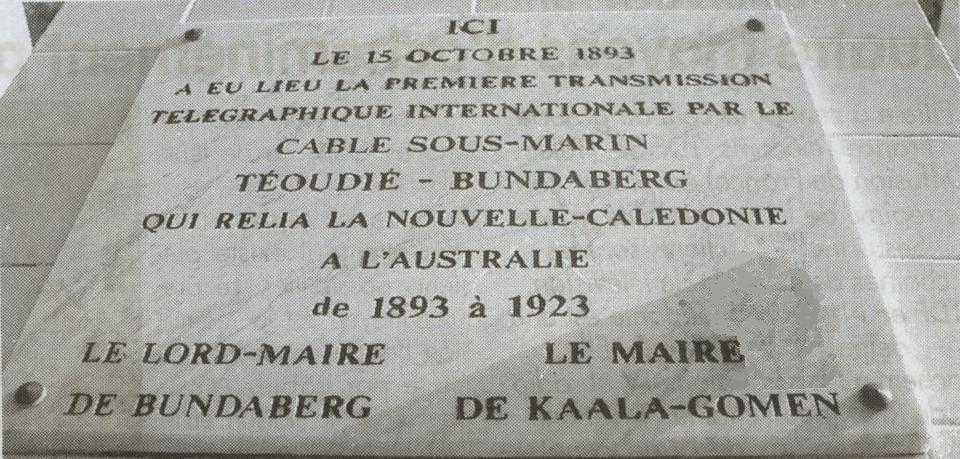 ICI
LE 15 OCTOBRE 1893
A EU LIEU LA PREMIERE TRANSMISSION
TELEGRAPHIQUE INTERNATIONALE PAR LE
CABLE SOUS-MARIN
TÉOUDIÉ - BUNDABERG
QUI RELIA LA NOUVELLE-CALEDONIE
A L'AUSTRALIE
de 1893 à 1923
LE LORD-MAIRE
DE BUNDABERG
LE MAIRE
DE KAALA-GOMEN